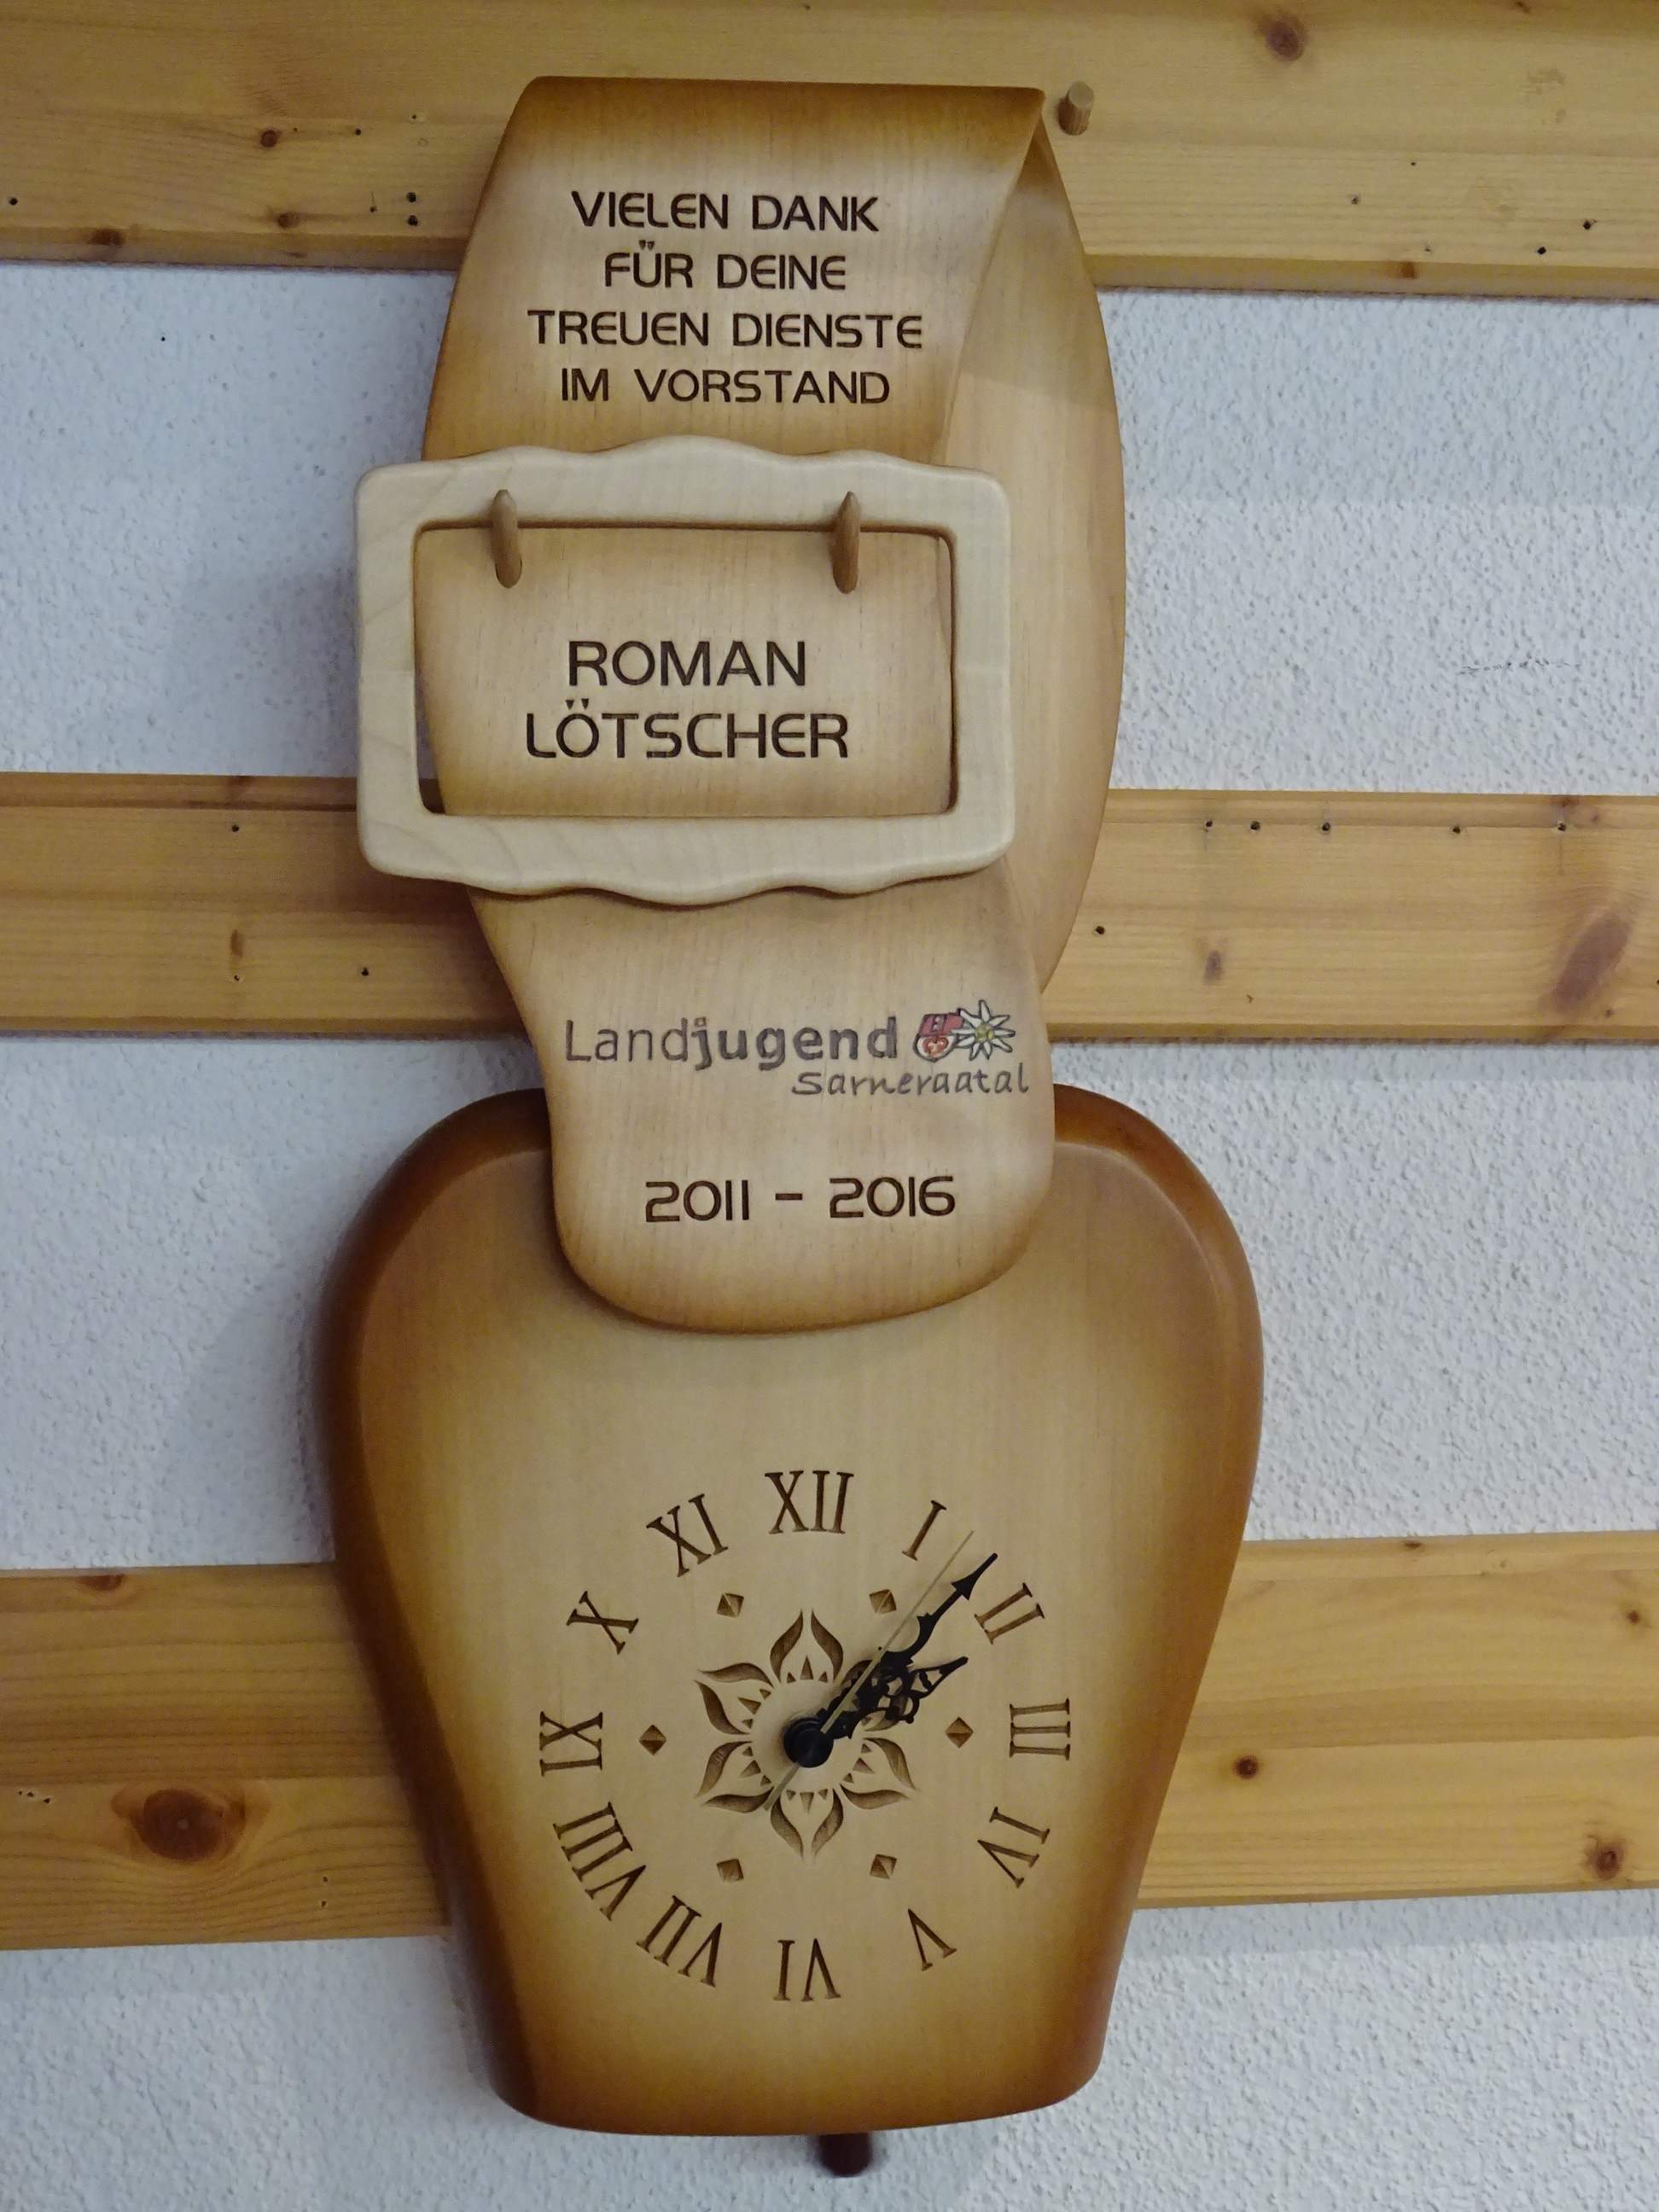 VIELEN DANK
FÜR DEINE
TREUEN DIENSTE
IM VORSTAND
ROMAN
LÖTSCHER
Landjugend
Sarneraatal
2011 - 2016
XII
I
II
III
IV
V
VI
VII
VIII
IX
X
XI